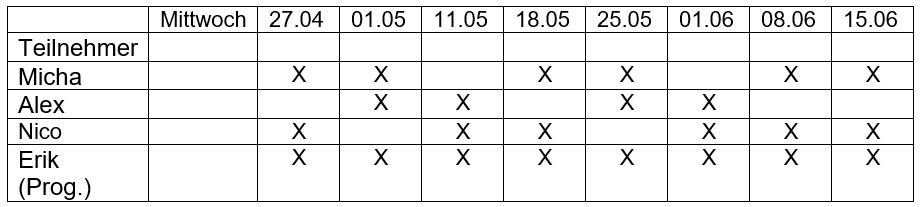 Mittwoch 27.04 01.05 11.05 18.05 25.05 01.06 08.06 15.06
Teilnehmer
Micha X X X X X X
Alex X X X X
Nico X X X X X X
Erik X X X X X X X X
(Prog.)